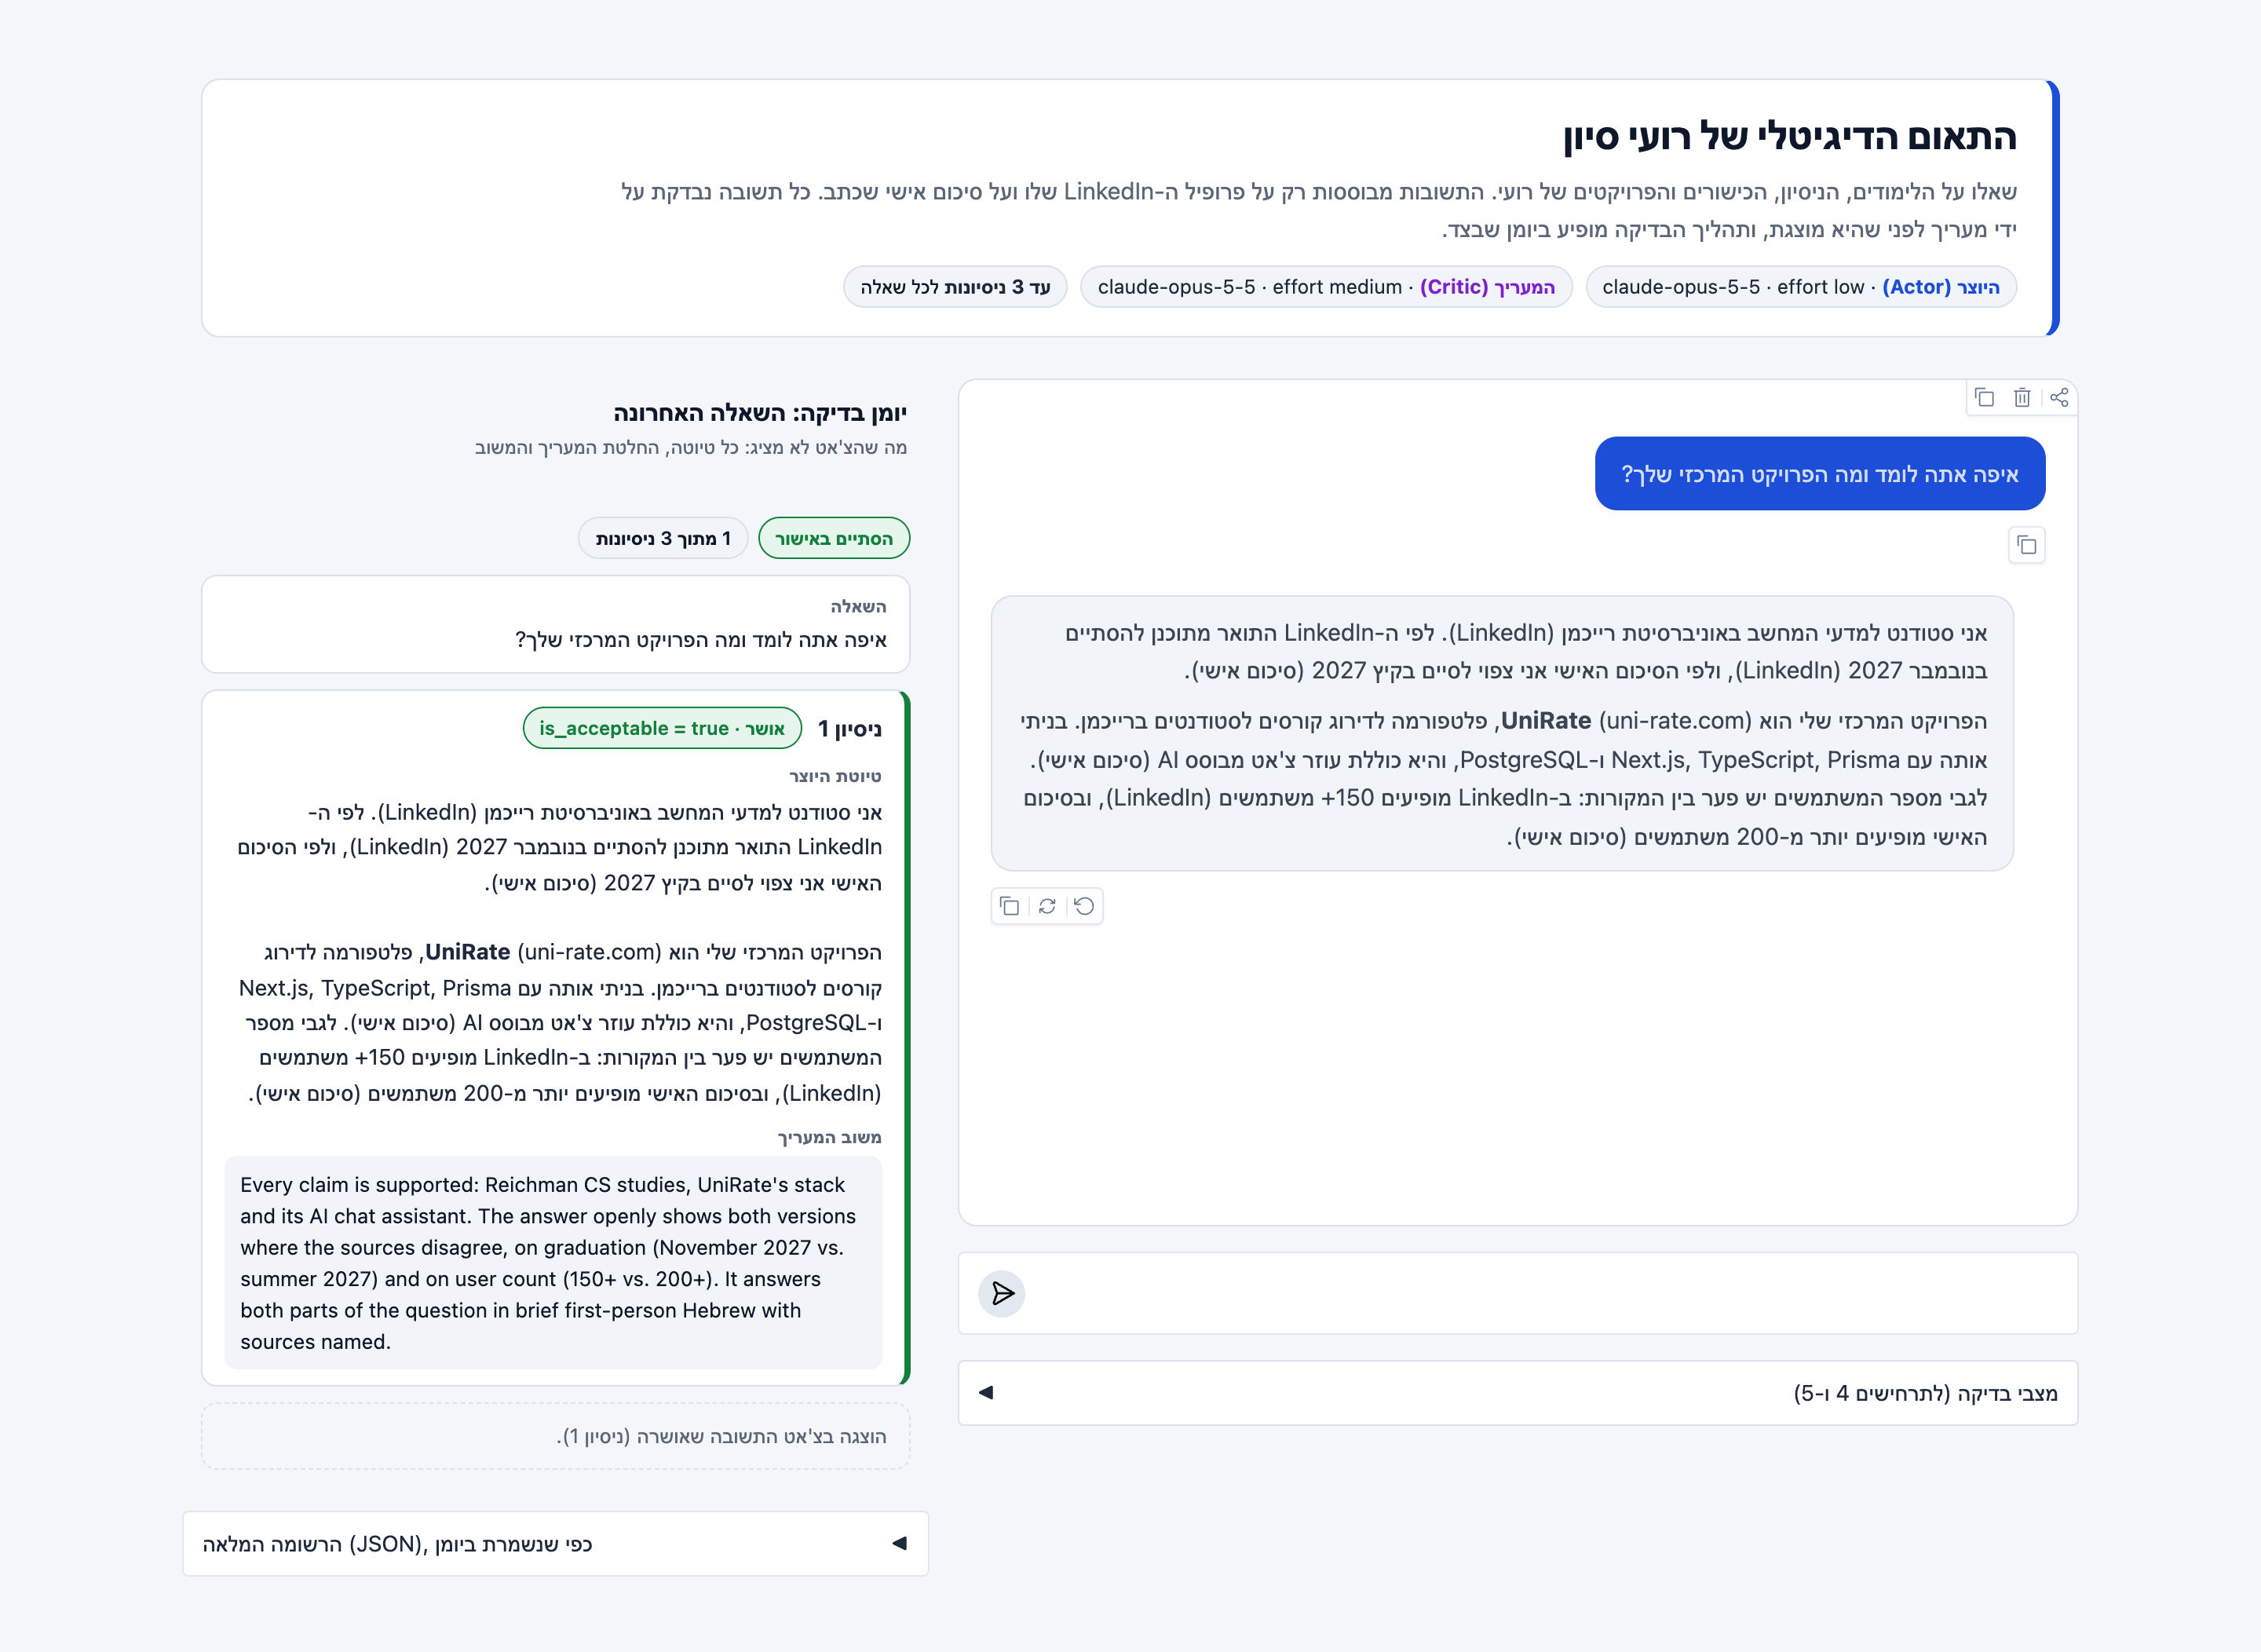 התאום הדיגיטלי של רועי סיון
שאלו על הלימודים, הניסיון, הכישורים והפרויקטים של רועי. התשובות מבוססות רק על פרופיל ה-LinkedIn שלו ועל סיכום אישי שכתב. כל תשובה נבדקת על
ידי מעריך לפני שהיא מוצגת, ותהליך הבדיקה מופיע ביומן שבצד.
היוצר (Actor) · claude-opus-5-5 · effort low
המעריך (Critic) · claude-opus-5-5 · effort medium
עד 3 ניסיונות לכל שאלה
איפה אתה לומד ומה הפרויקט המרכזי שלך?
אני סטודנט למדעי המחשב באוניברסיטת רייכמן (LinkedIn). לפי ה-LinkedIn התואר מתוכנן להסתיים
בנובמבר 2027 (LinkedIn), ולפי הסיכום האישי אני צפוי לסיים בקיץ 2027 (סיכום אישי).
הפרויקט המרכזי שלי הוא UniRate (uni-rate.com), פלטפורמה לדירוג קורסים לסטודנטים ברייכמן. בניתי
אותה עם Next.js, TypeScript, Prisma ו-PostgreSQL, והיא כוללת עוזר צ'אט מבוסס AI (סיכום אישי).
לגבי מספר המשתמשים יש פער בין המקורות: ב-LinkedIn מופיעים 150+ משתמשים (LinkedIn), ובסיכום
האישי מופיעים יותר מ-200 משתמשים (סיכום אישי).
מצבי בדיקה (לתרחישים 4 ו-5)
יומן בדיקה: השאלה האחרונה
מה שהצ'אט לא מציג: כל טיוטה, החלטת המעריך והמשוב
הסתיים באישור
1 מתוך 3 ניסיונות
השאלה
איפה אתה לומד ומה הפרויקט המרכזי שלך?
ניסיון 1
אושר · is_acceptable = true
טיוטת היוצר
אני סטודנט למדעי המחשב באוניברסיטת רייכמן (LinkedIn). לפי ה-
LinkedIn התואר מתוכנן להסתיים בנובמבר 2027 (LinkedIn), ולפי הסיכום
האישי אני צפוי לסיים בקיץ 2027 (סיכום אישי).
הפרויקט המרכזי שלי הוא UniRate (uni-rate.com), פלטפורמה לדירוג
קורסים לסטודנטים ברייכמן. בניתי אותה עם Next.js, TypeScript, Prisma
ו-PostgreSQL, והיא כוללת עוזר צ'אט מבוסס AI (סיכום אישי). לגבי מספר
המשתמשים יש פער בין המקורות: ב-LinkedIn מופיעים 150+ משתמשים
(LinkedIn), ובסיכום האישי מופיעים יותר מ-200 משתמשים (סיכום אישי).
משוב המעריך
Every claim is supported: Reichman CS studies, UniRate's stack
and its AI chat assistant. The answer openly shows both versions
where the sources disagree, on graduation (November 2027 vs.
summer 2027) and on user count (150+ vs. 200+). It answers
both parts of the question in brief first-person Hebrew with
sources named.
הוצגה בצ'אט התשובה שאושרה (ניסיון 1).
הרשומה המלאה (JSON), כפי שנשמרת ביומן